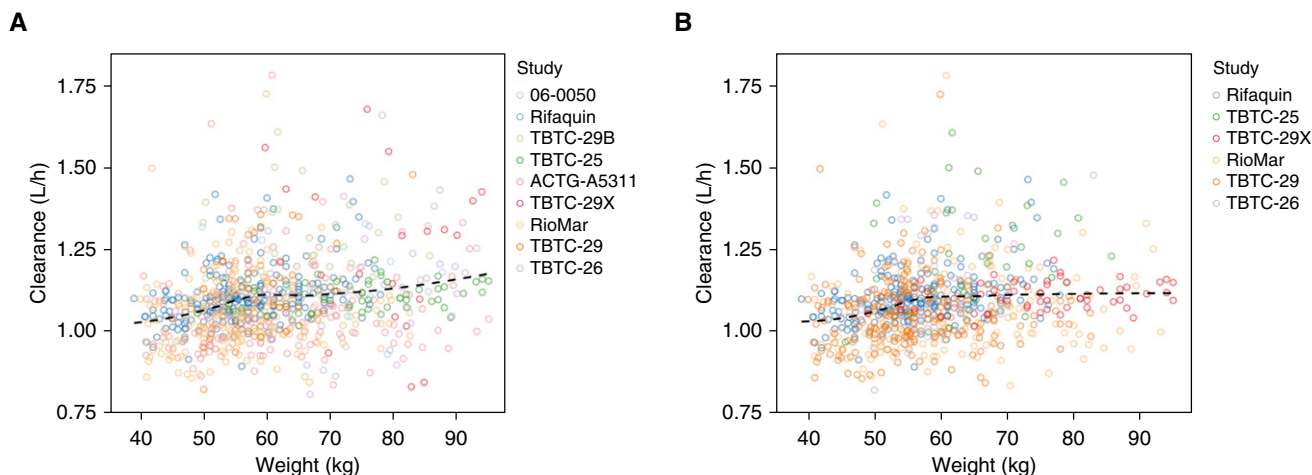 A
Clearance (L/h)
1.75
1.50
1.25
1.00
0.75
40 50 60 70 80 90
Weight (kg)
Study
06-0050
Rifaquin
TBTC-29B
TBTC-25
ACTG-A5311
TBTC-29X
RioMar
TBTC-29
TBTC-26
B
Clearance (L/h)
1.75
1.50
1.25
1.00
0.75
40 50 60 70 80 90
Weight (kg)
Study
Rifaquin
TBTC-25
TBTC-29X
RioMar
TBTC-29
TBTC-26